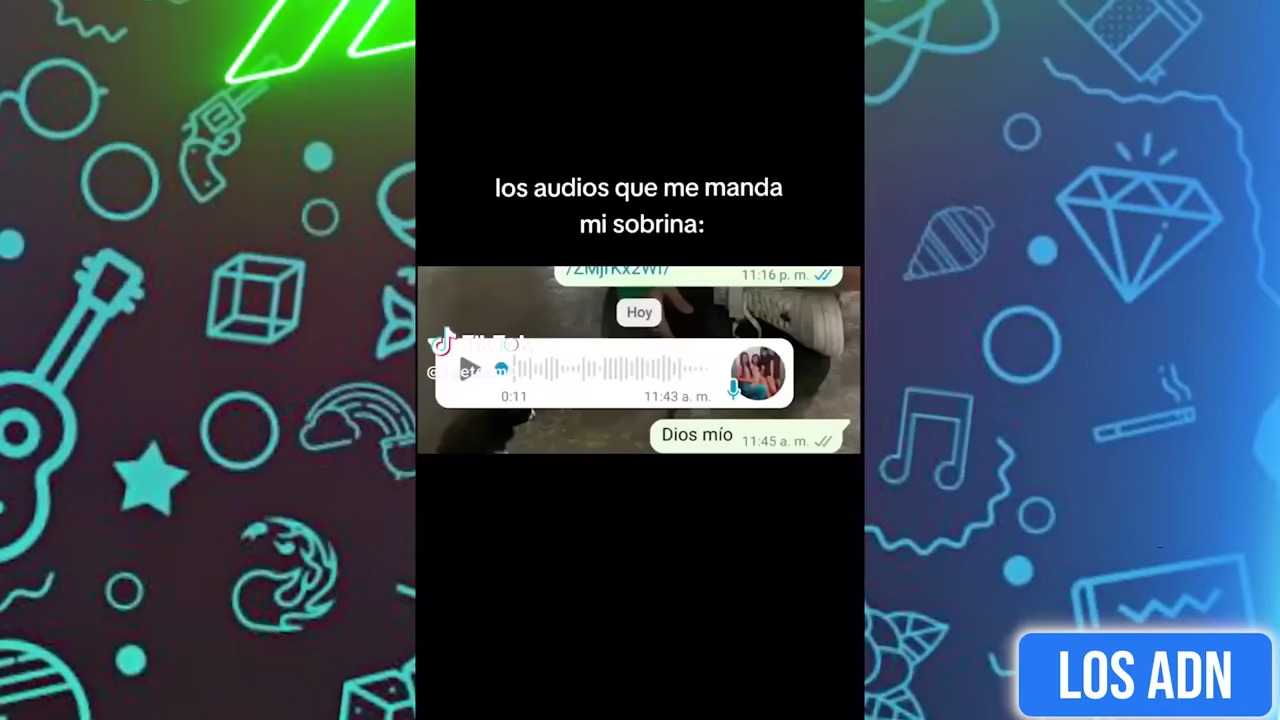 los audios que me manda
mi sobrina:
11:16 p. m.
Hoy
TikTok
0:11
11:43 a. m.
Dios mío
11:45 a. m.
LOS ADN